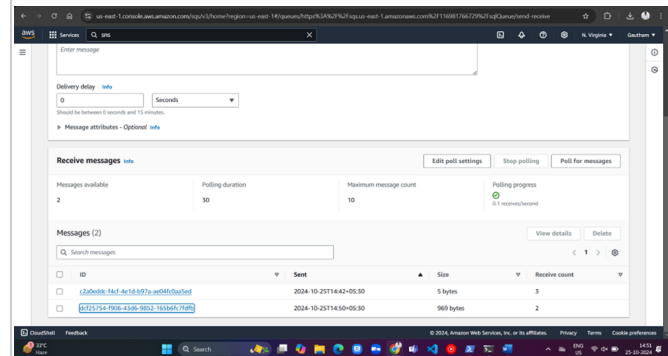 us-east-1.console.aws.amazon.com/sqs/v3/home?region=us-east-1#/queues/https%3A%2F%2Fsqs.us-east-1.amazonaws.com%2F116981766729%2FsqlQueue/send-receive
aws Services sns N. Virginia Gautham
Enter message
Delivery delay Info
0 Seconds
Should be between 0 seconds and 15 minutes.
Message attributes - Optional Info
Receive messages Info Edit poll settings Stop polling Poll for messages
Messages available Polling duration Maximum message count Polling progress
2 30 10
0.1 receives/second
Messages (2) View details Delete
Search messages 1
ID Sent Size Receive count
c2a0eddc-f4cf-4e1d-b97a-ae04fc0aa5ed 2024-10-25T14:42+05:30 5 bytes 3
dcf25754-f906-43d6-9852-165b6fc7fdfb 2024-10-25T14:50+05:30 969 bytes 2
CloudShell Feedback © 2024, Amazon Web Services, Inc. or its affiliates. Privacy Terms Cookie preferences
33°C Search ENG 14:51
Haze US 25-10-2024